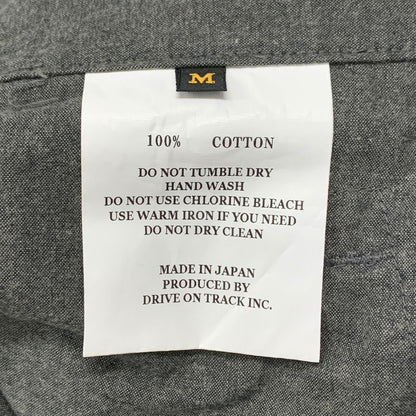 M
100% COTTON
DO NOT TUMBLE DRY
HAND WASH
DO NOT USE CHLORINE BLEACH
USE WARM IRON IF YOU NEED
DO NOT DRY CLEAN
MADE IN JAPAN
PRODUCED BY
DRIVE ON TRACK INC.